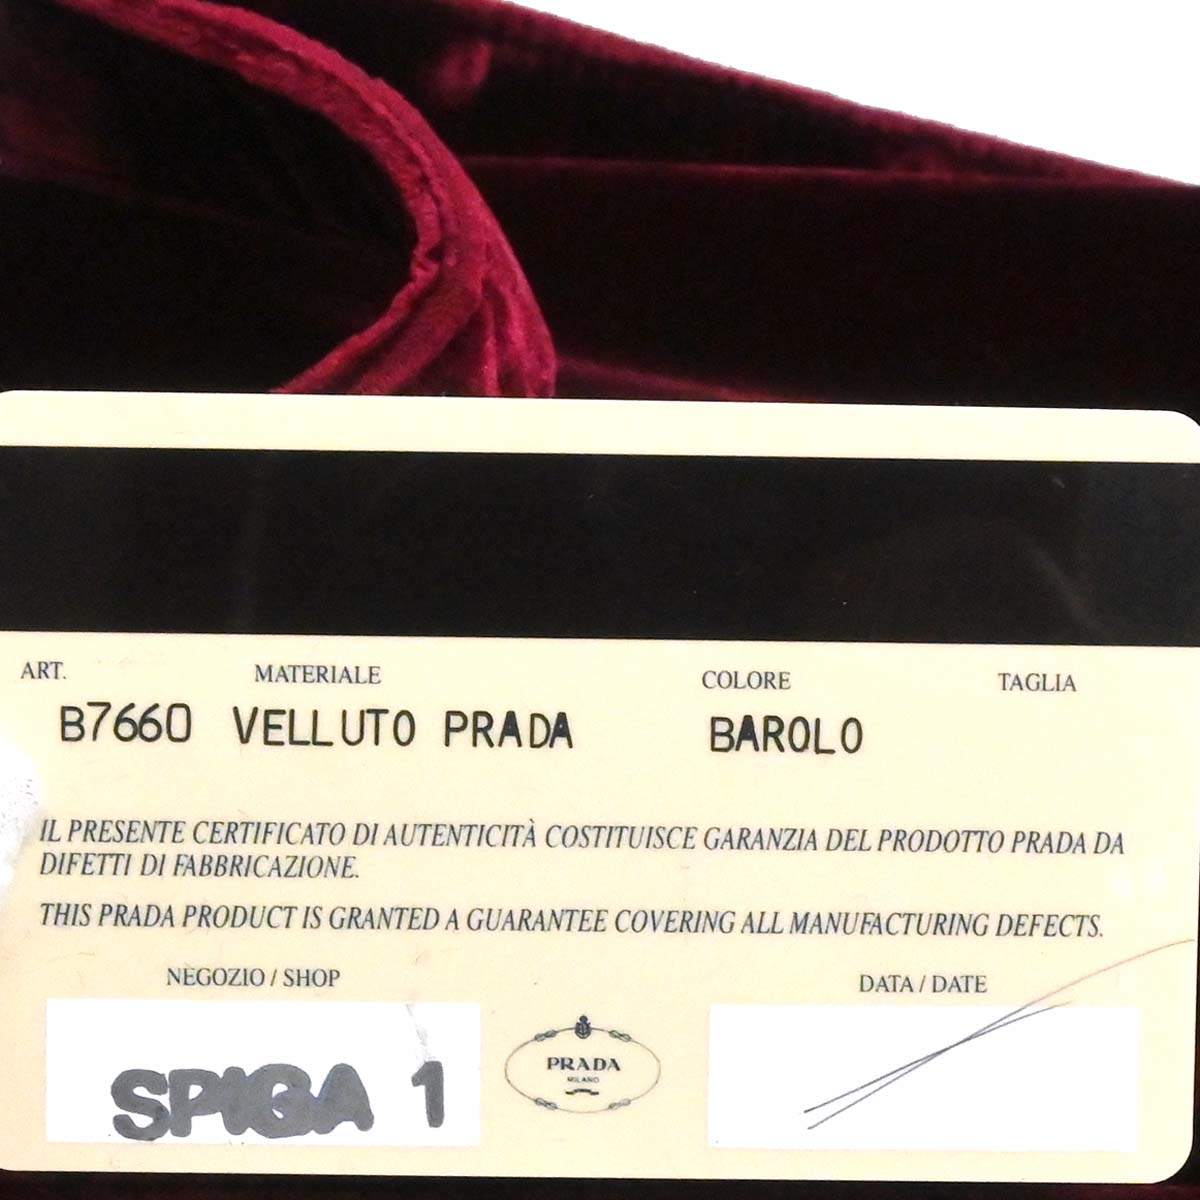 ART. MATERIALE COLORE TAGLIA
B7660 VELLUTO PRADA BAROLO
IL PRESENTE CERTIFICATO DI AUTENTICITÀ COSTITUISCE GARANZIA DEL PRODOTTO PRADA DA
DIFETTI DI FABBRICAZIONE.
THIS PRADA PRODUCT IS GRANTED A GUARANTEE COVERING ALL MANUFACTURING DEFECTS.
NEGOZIO / SHOP DATA / DATE
SPIGA 1
PRADA
MILANO